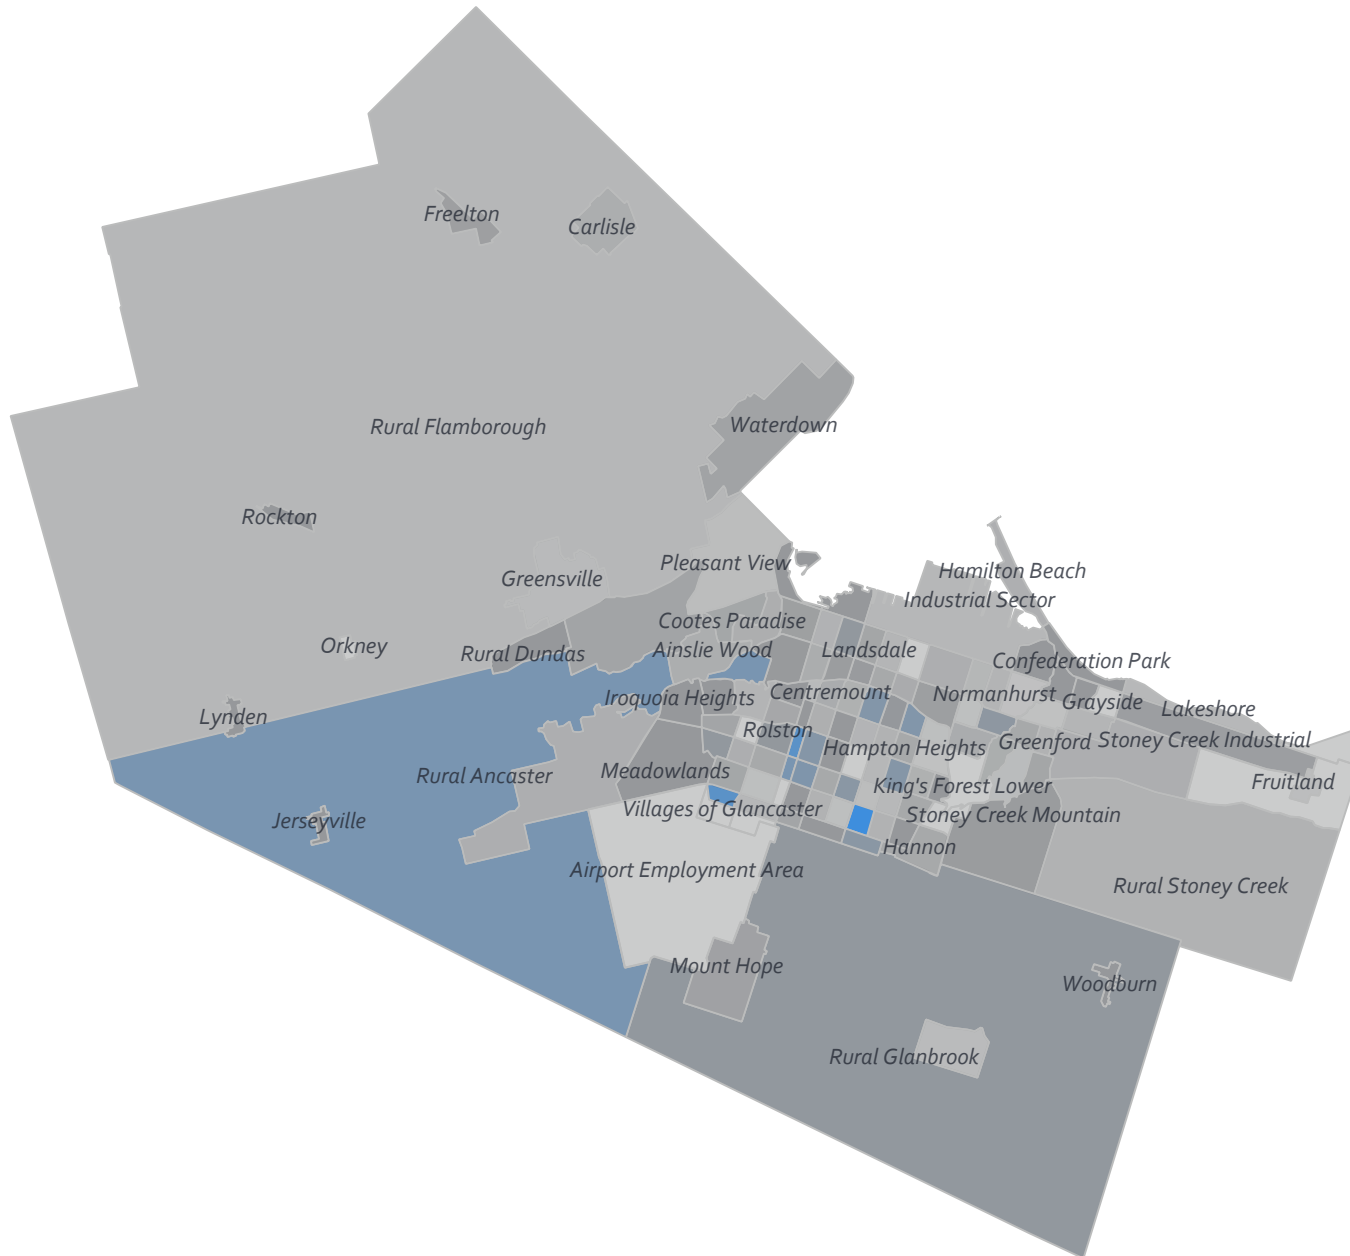 Freelton
Carlisle
Waterdown
Rural Flamborough
Rockton
Pleasant View
Hamilton Beach
Greensville
Industrial Sector
Cootes Paradise
Orkney
Rural Dundas
Ainslie Wood
Landsdale
Confederation Park
Iroquoia Heights
Centremount
Normanhurst
Grayside
Lakeshore
Lynden
Rolston
Hampton Heights
Greenford
Stoney Creek Industrial
Rural Ancaster
Meadowlands
King's Forest Lower
Fruitland
Jerseyville
Villages of Glancaster
Stoney Creek Mountain
Hannon
Airport Employment Area
Rural Stoney Creek
Mount Hope
Woodburn
Rural Glanbrook